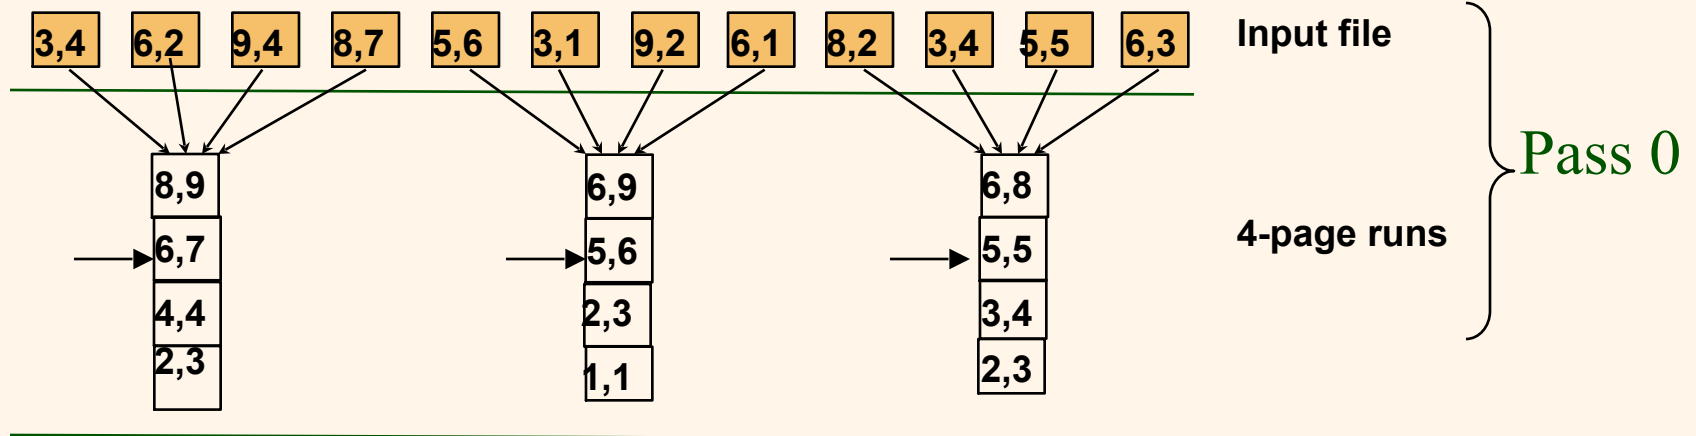 3,4 6,2 9,4 8,7 5,6 3,1 9,2 6,1 8,2 3,4 5,5 6,3 Input file
Pass 0
8,9 6,9 6,8
4-page runs
6,7 5,6 5,5
4,4 2,3 3,4
2,3 1,1 2,3